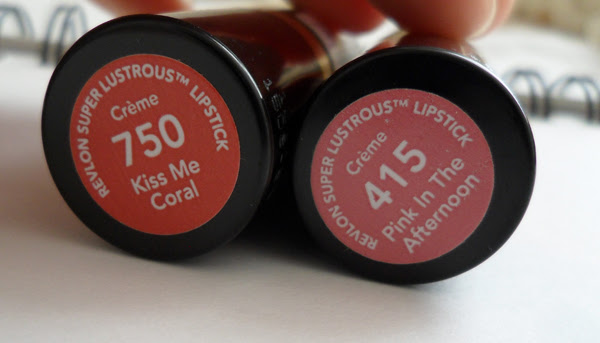 REVLON SUPER LUSTROUS™ LIPSTICK
Crème
750
Kiss Me
Coral
REVLON SUPER LUSTROUS™ LIPSTICK
Crème
415
Pink In The
Afternoon